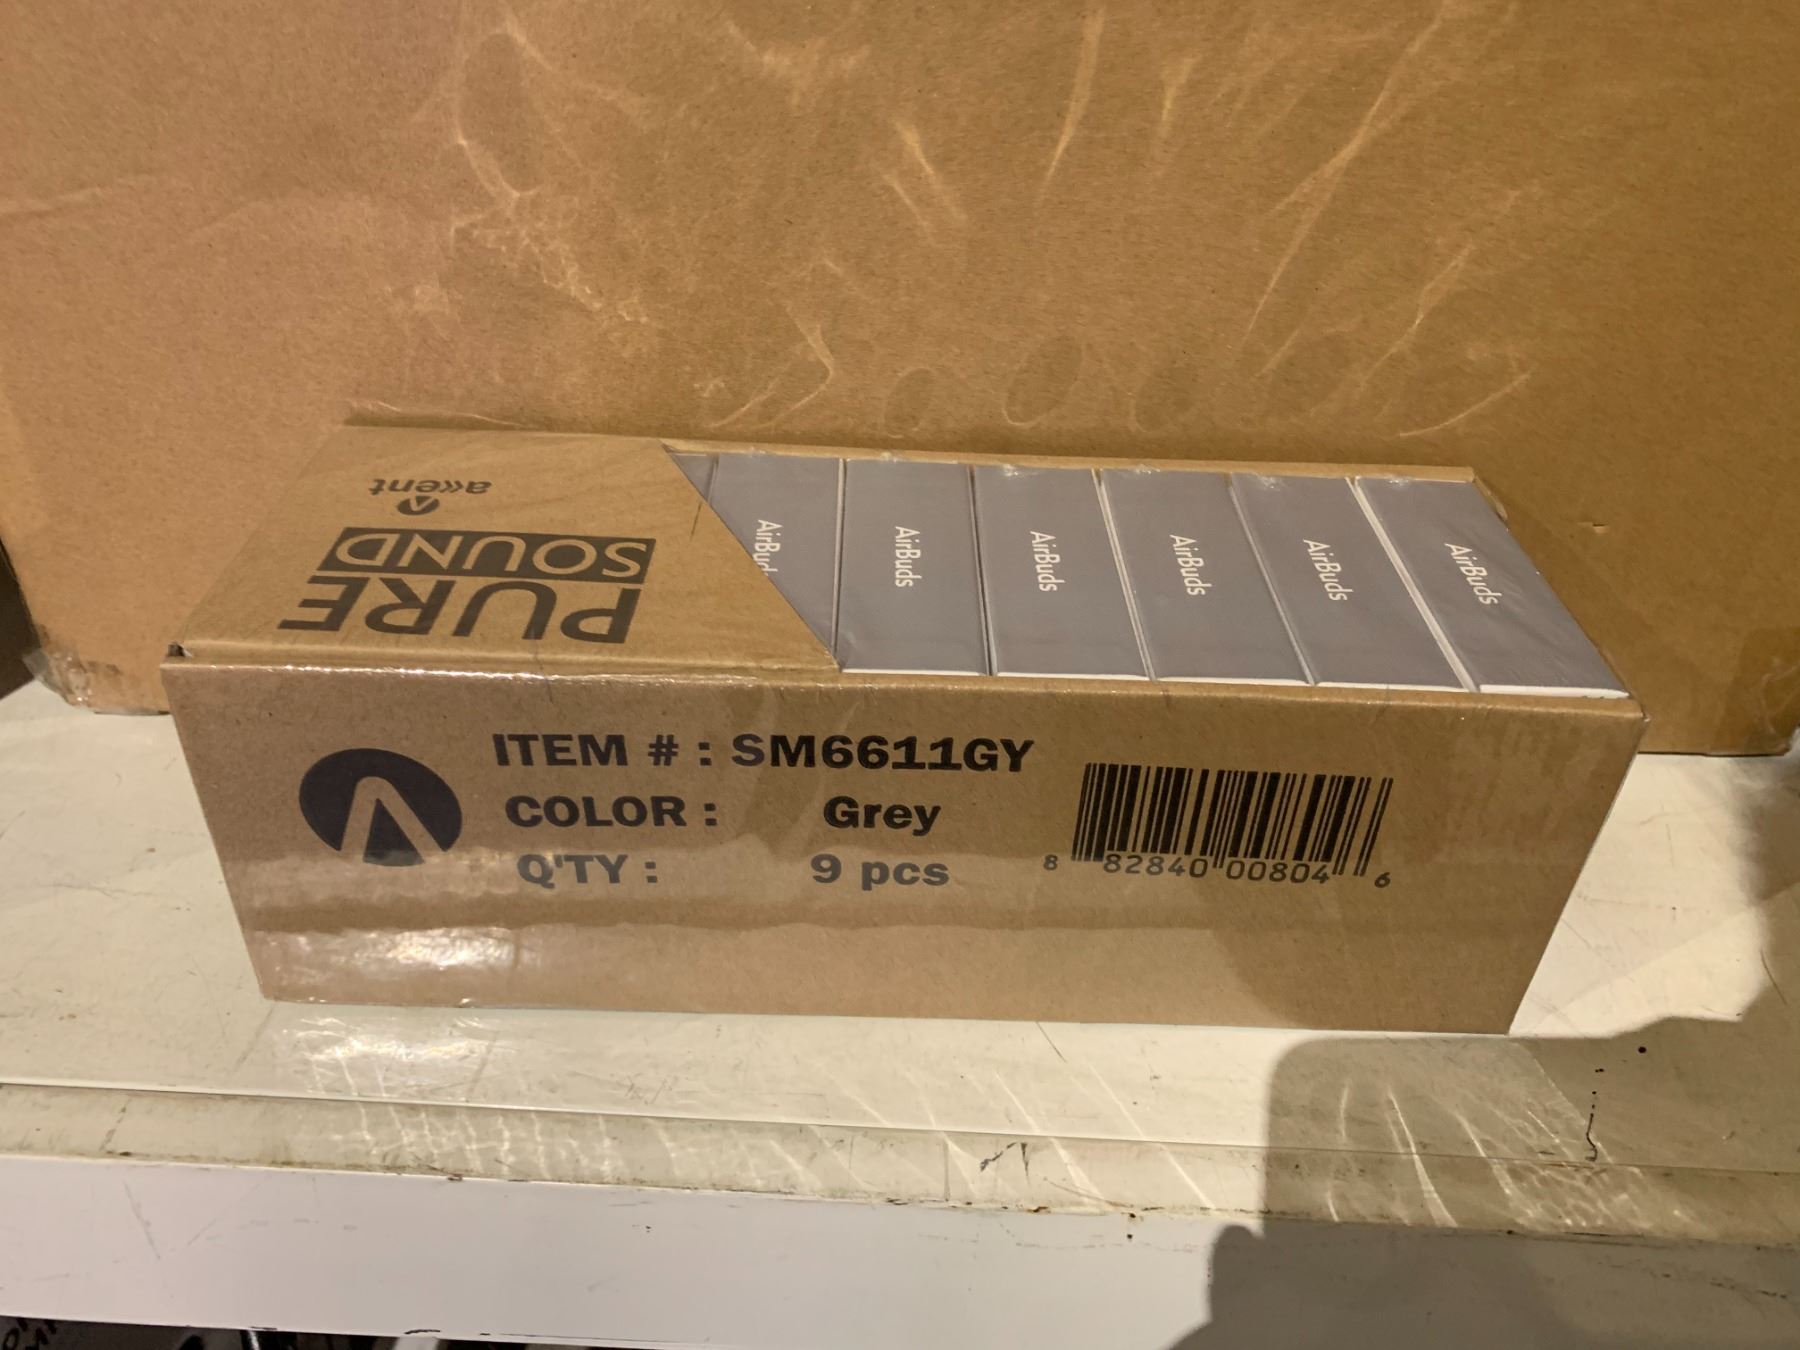 a‹‹ent
PURE
SOUND
AirBuds
AirBuds
AirBuds
AirBuds
AirBuds
AirBuds
ITEM # : SM6611GY
COLOR : Grey
Q'TY : 9 pcs
8 82840 00804 6